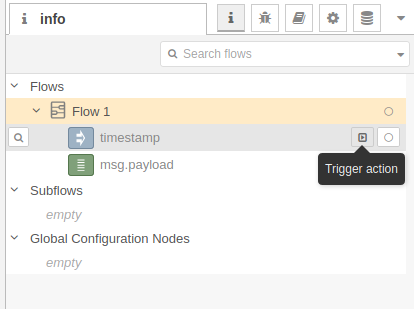 info
Search flows
Flows
Flow 1
timestamp
msg.payload
Trigger action
Subflows
empty
Global Configuration Nodes
empty